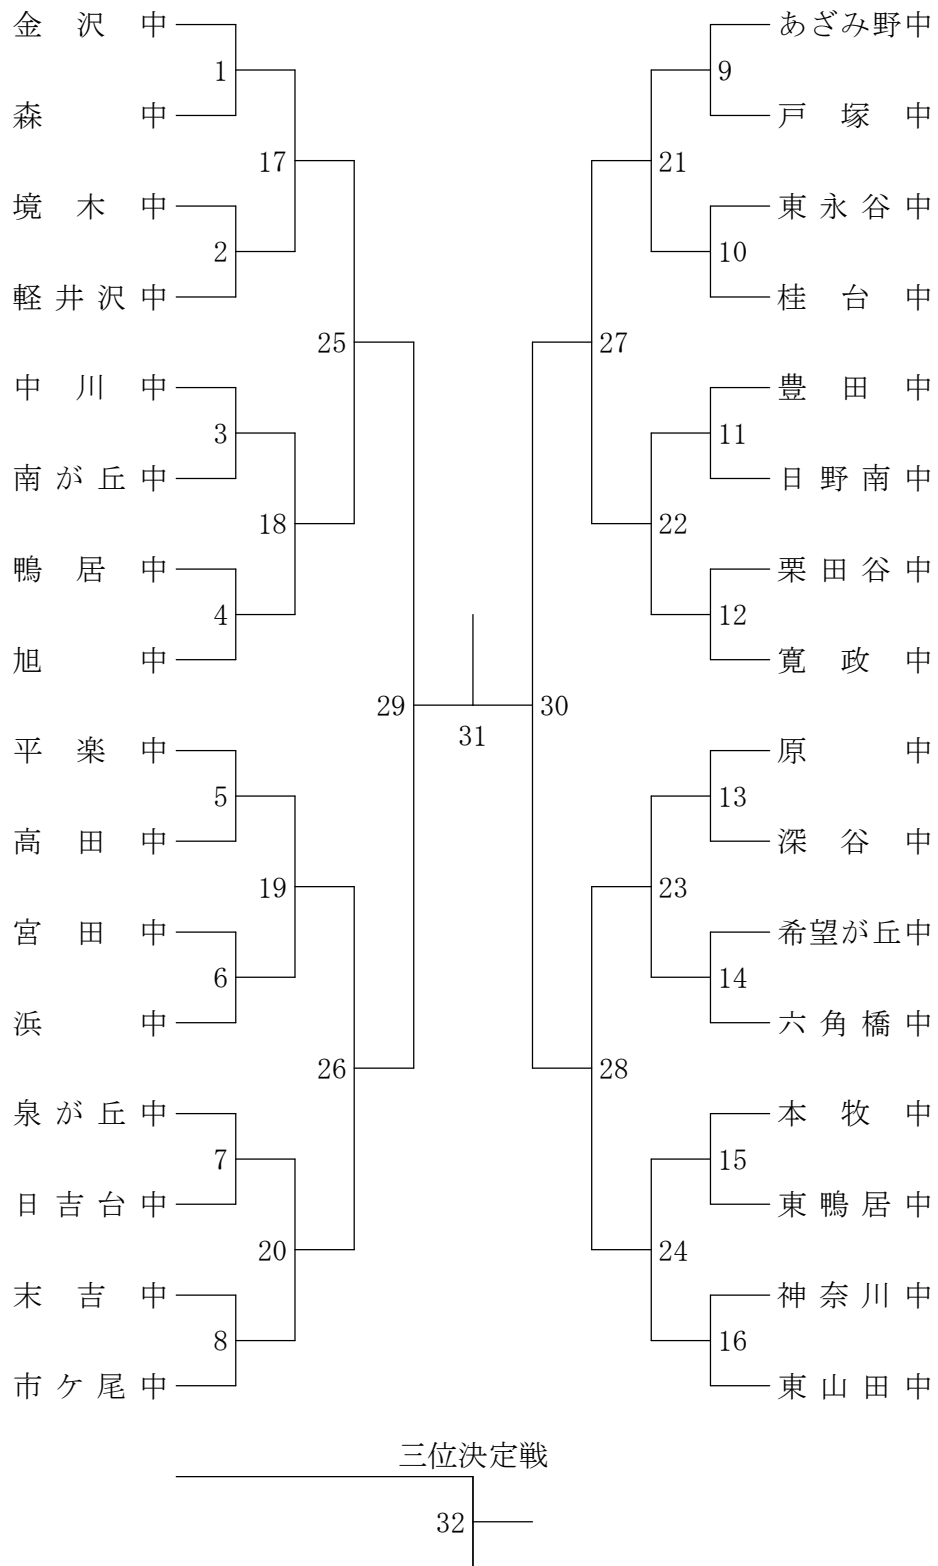 金沢中
1
森中
17
境木中
2
軽井沢中
25
中川中
3
南が丘中
18
鴨居中
4
旭中
29
平楽中
5
高田中
19
宮田中
6
浜中
26
泉が丘中
7
日吉台中
20
末吉中
8
市ケ尾中
31
あざみ野中
9
戸塚中
21
東永谷中
10
桂台中
27
豊田中
11
日野南中
22
栗田谷中
12
寛政中
30
原中
13
深谷中
23
希望が丘中
14
六角橋中
28
本牧中
15
東鴨居中
24
神奈川中
16
東山田中
三位決定戦
32